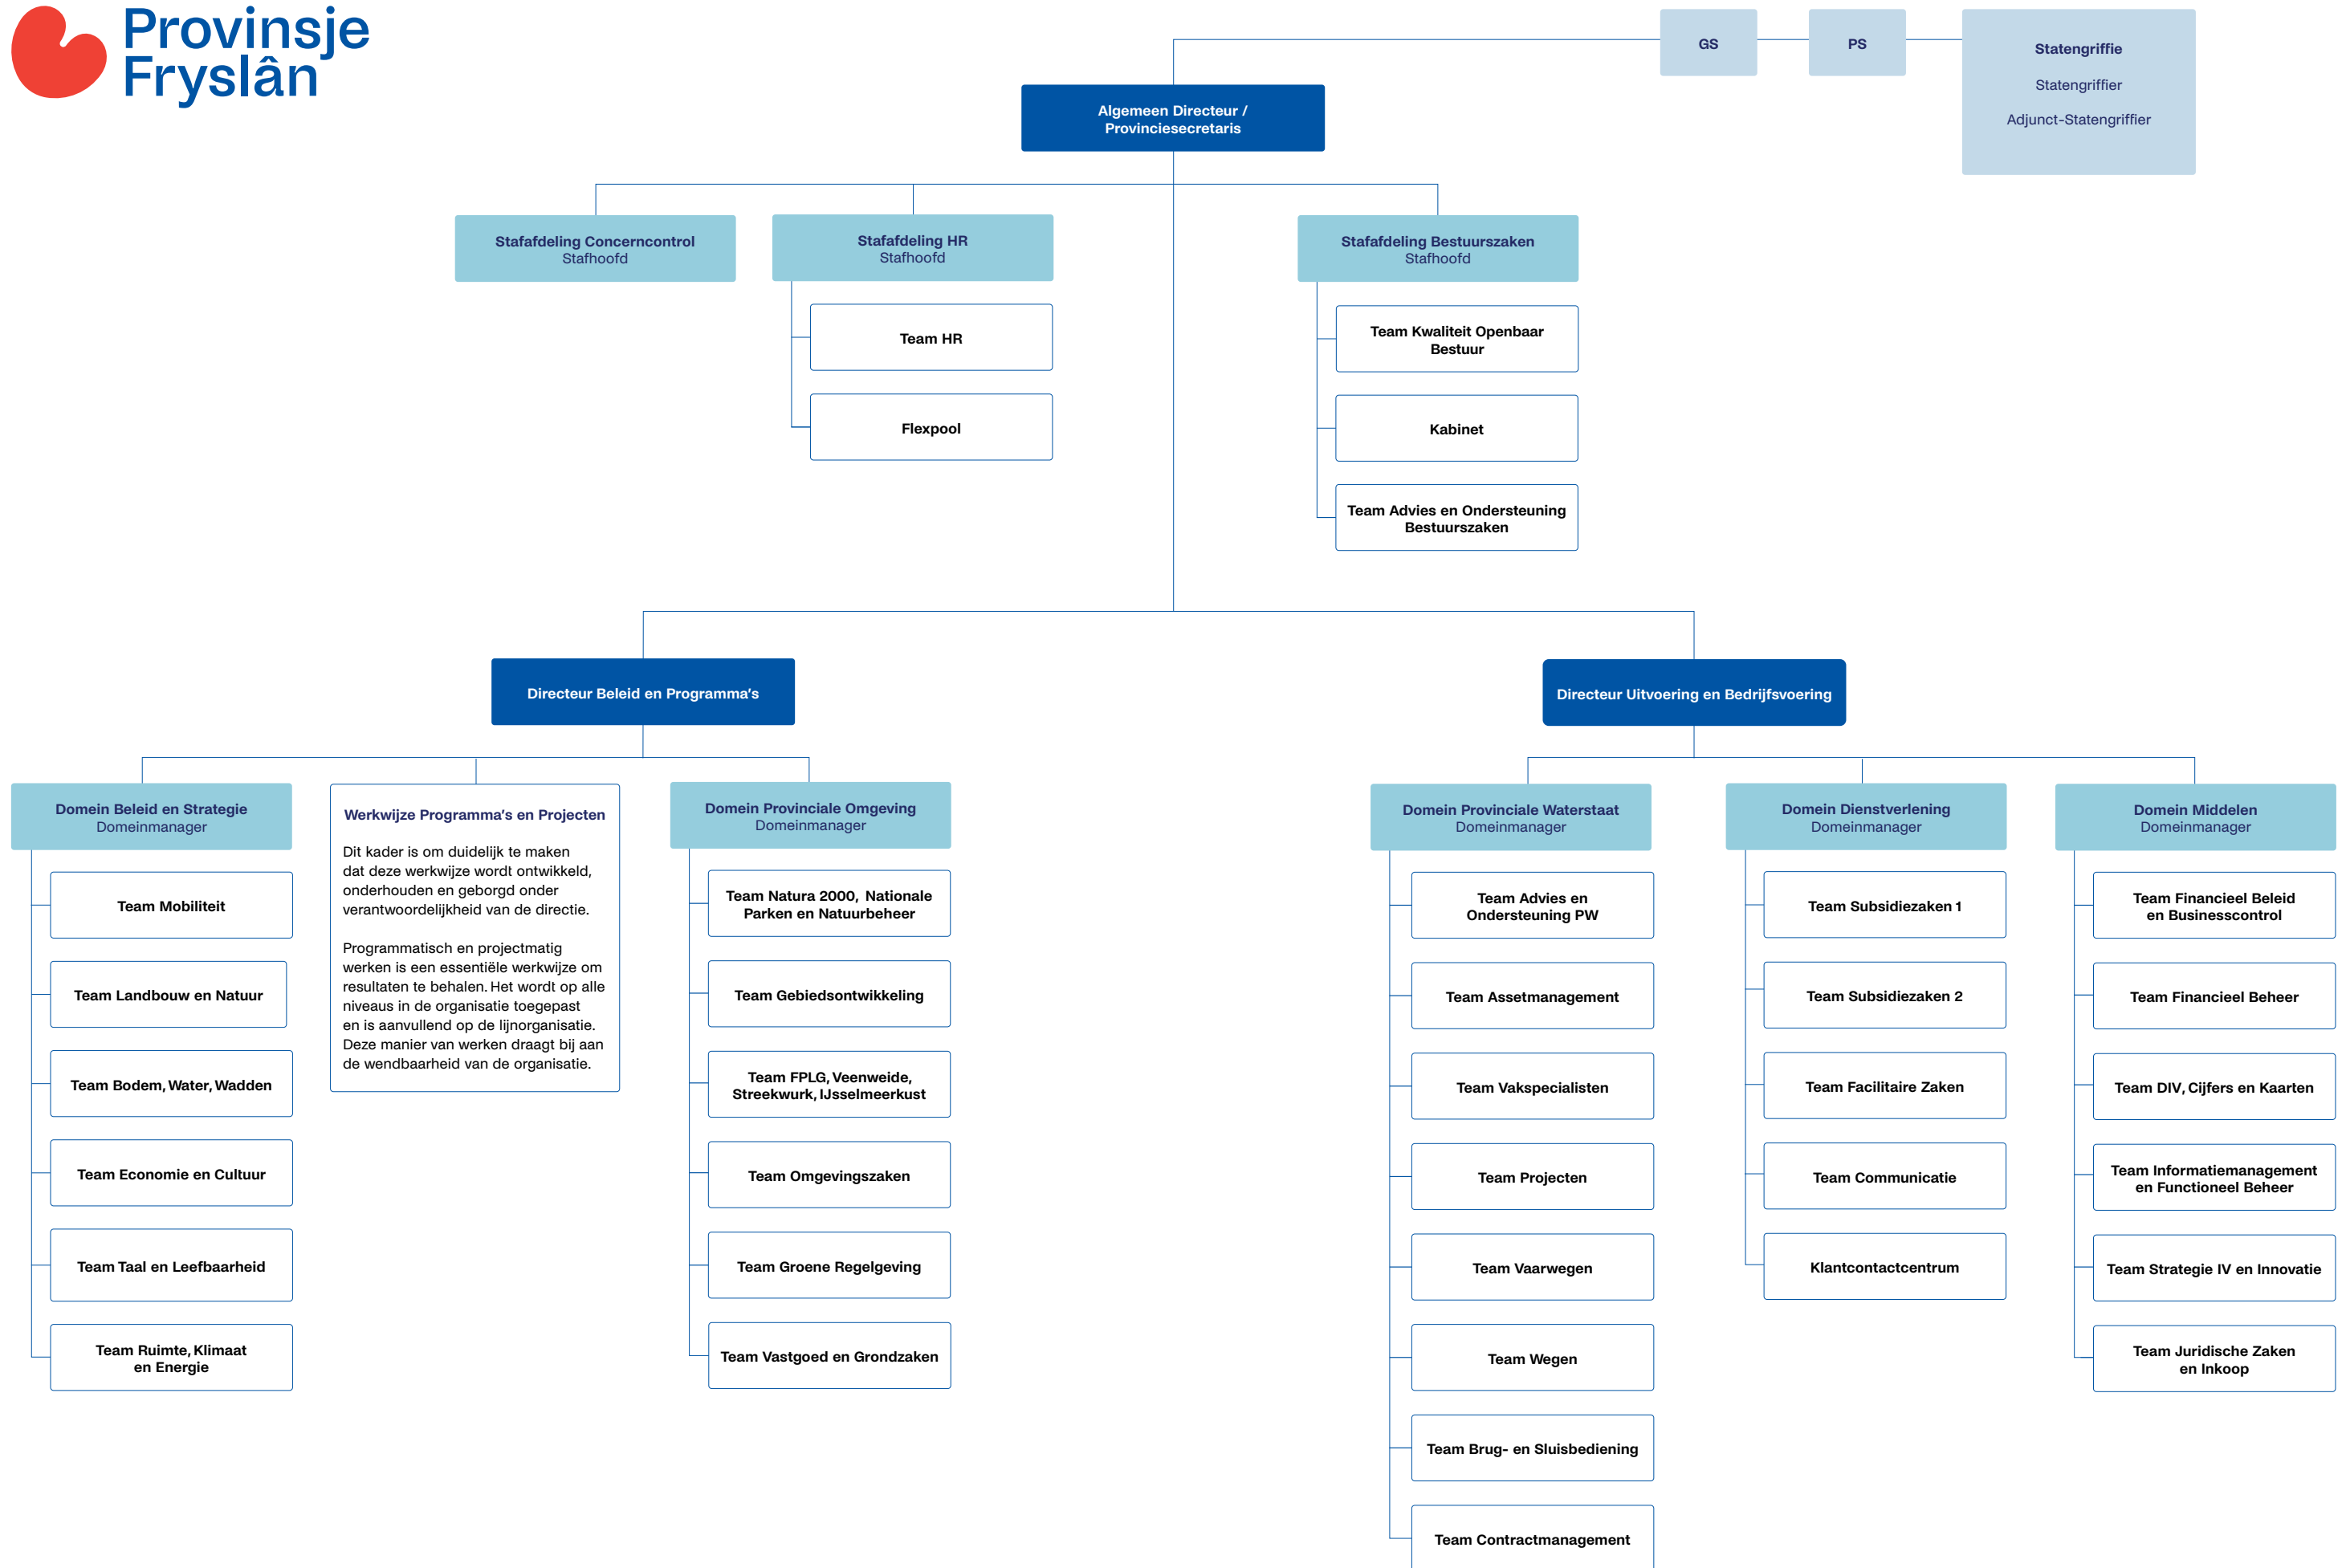 Provinsje
Fryslân
GS
PS
Statengriffie
Statengriffier
Adjunct-Statengriffier
Algemeen Directeur /
Provinciesecretaris
Stafafdeling Concerncontrol
Stafhoofd
Stafafdeling HR
Stafhoofd
Team HR
Flexpool
Stafafdeling Bestuurszaken
Stafhoofd
Team Kwaliteit Openbaar
Bestuur
Kabinet
Team Advies en Ondersteuning
Bestuurszaken
Directeur Beleid en Programma's
Directeur Uitvoering en Bedrijfsvoering
Domein Beleid en Strategie
Domeinmanager
Team Mobiliteit
Team Landbouw en Natuur
Team Bodem, Water, Wadden
Team Economie en Cultuur
Team Taal en Leefbaarheid
Team Ruimte, Klimaat
en Energie
Werkwijze Programma's en Projecten
Dit kader is om duidelijk te maken
dat deze werkwijze wordt ontwikkeld,
onderhouden en geborgd onder
verantwoordelijkheid van de directie.
Programmatisch en projectmatig
werken is een essentiële werkwijze om
resultaten te behalen. Het wordt op alle
niveaus in de organisatie toegepast
en is aanvullend op de lijnorganisatie.
Deze manier van werken draagt bij aan
de wendbaarheid van de organisatie.
Domein Provinciale Omgeving
Domeinmanager
Team Natura 2000, Nationale
Parken en Natuurbeheer
Team Gebiedsontwikkeling
Team FPLG, Veenweide,
Streekwurk, IJsselmeerkust
Team Omgevingszaken
Team Groene Regelgeving
Team Vastgoed en Grondzaken
Domein Provinciale Waterstaat
Domeinmanager
Team Advies en
Ondersteuning PW
Team Assetmanagement
Team Vakspecialisten
Team Projecten
Team Vaarwegen
Team Wegen
Team Brug- en Sluisbediening
Team Contractmanagement
Domein Dienstverlening
Domeinmanager
Team Subsidiezaken 1
Team Subsidiezaken 2
Team Facilitaire Zaken
Team Communicatie
Klantcontactcentrum
Domein Middelen
Domeinmanager
Team Financieel Beleid
en Businesscontrol
Team Financieel Beheer
Team DIV, Cijfers en Kaarten
Team Informatiemanagement
en Functioneel Beheer
Team Strategie IV en Innovatie
Team Juridische Zaken
en Inkoop